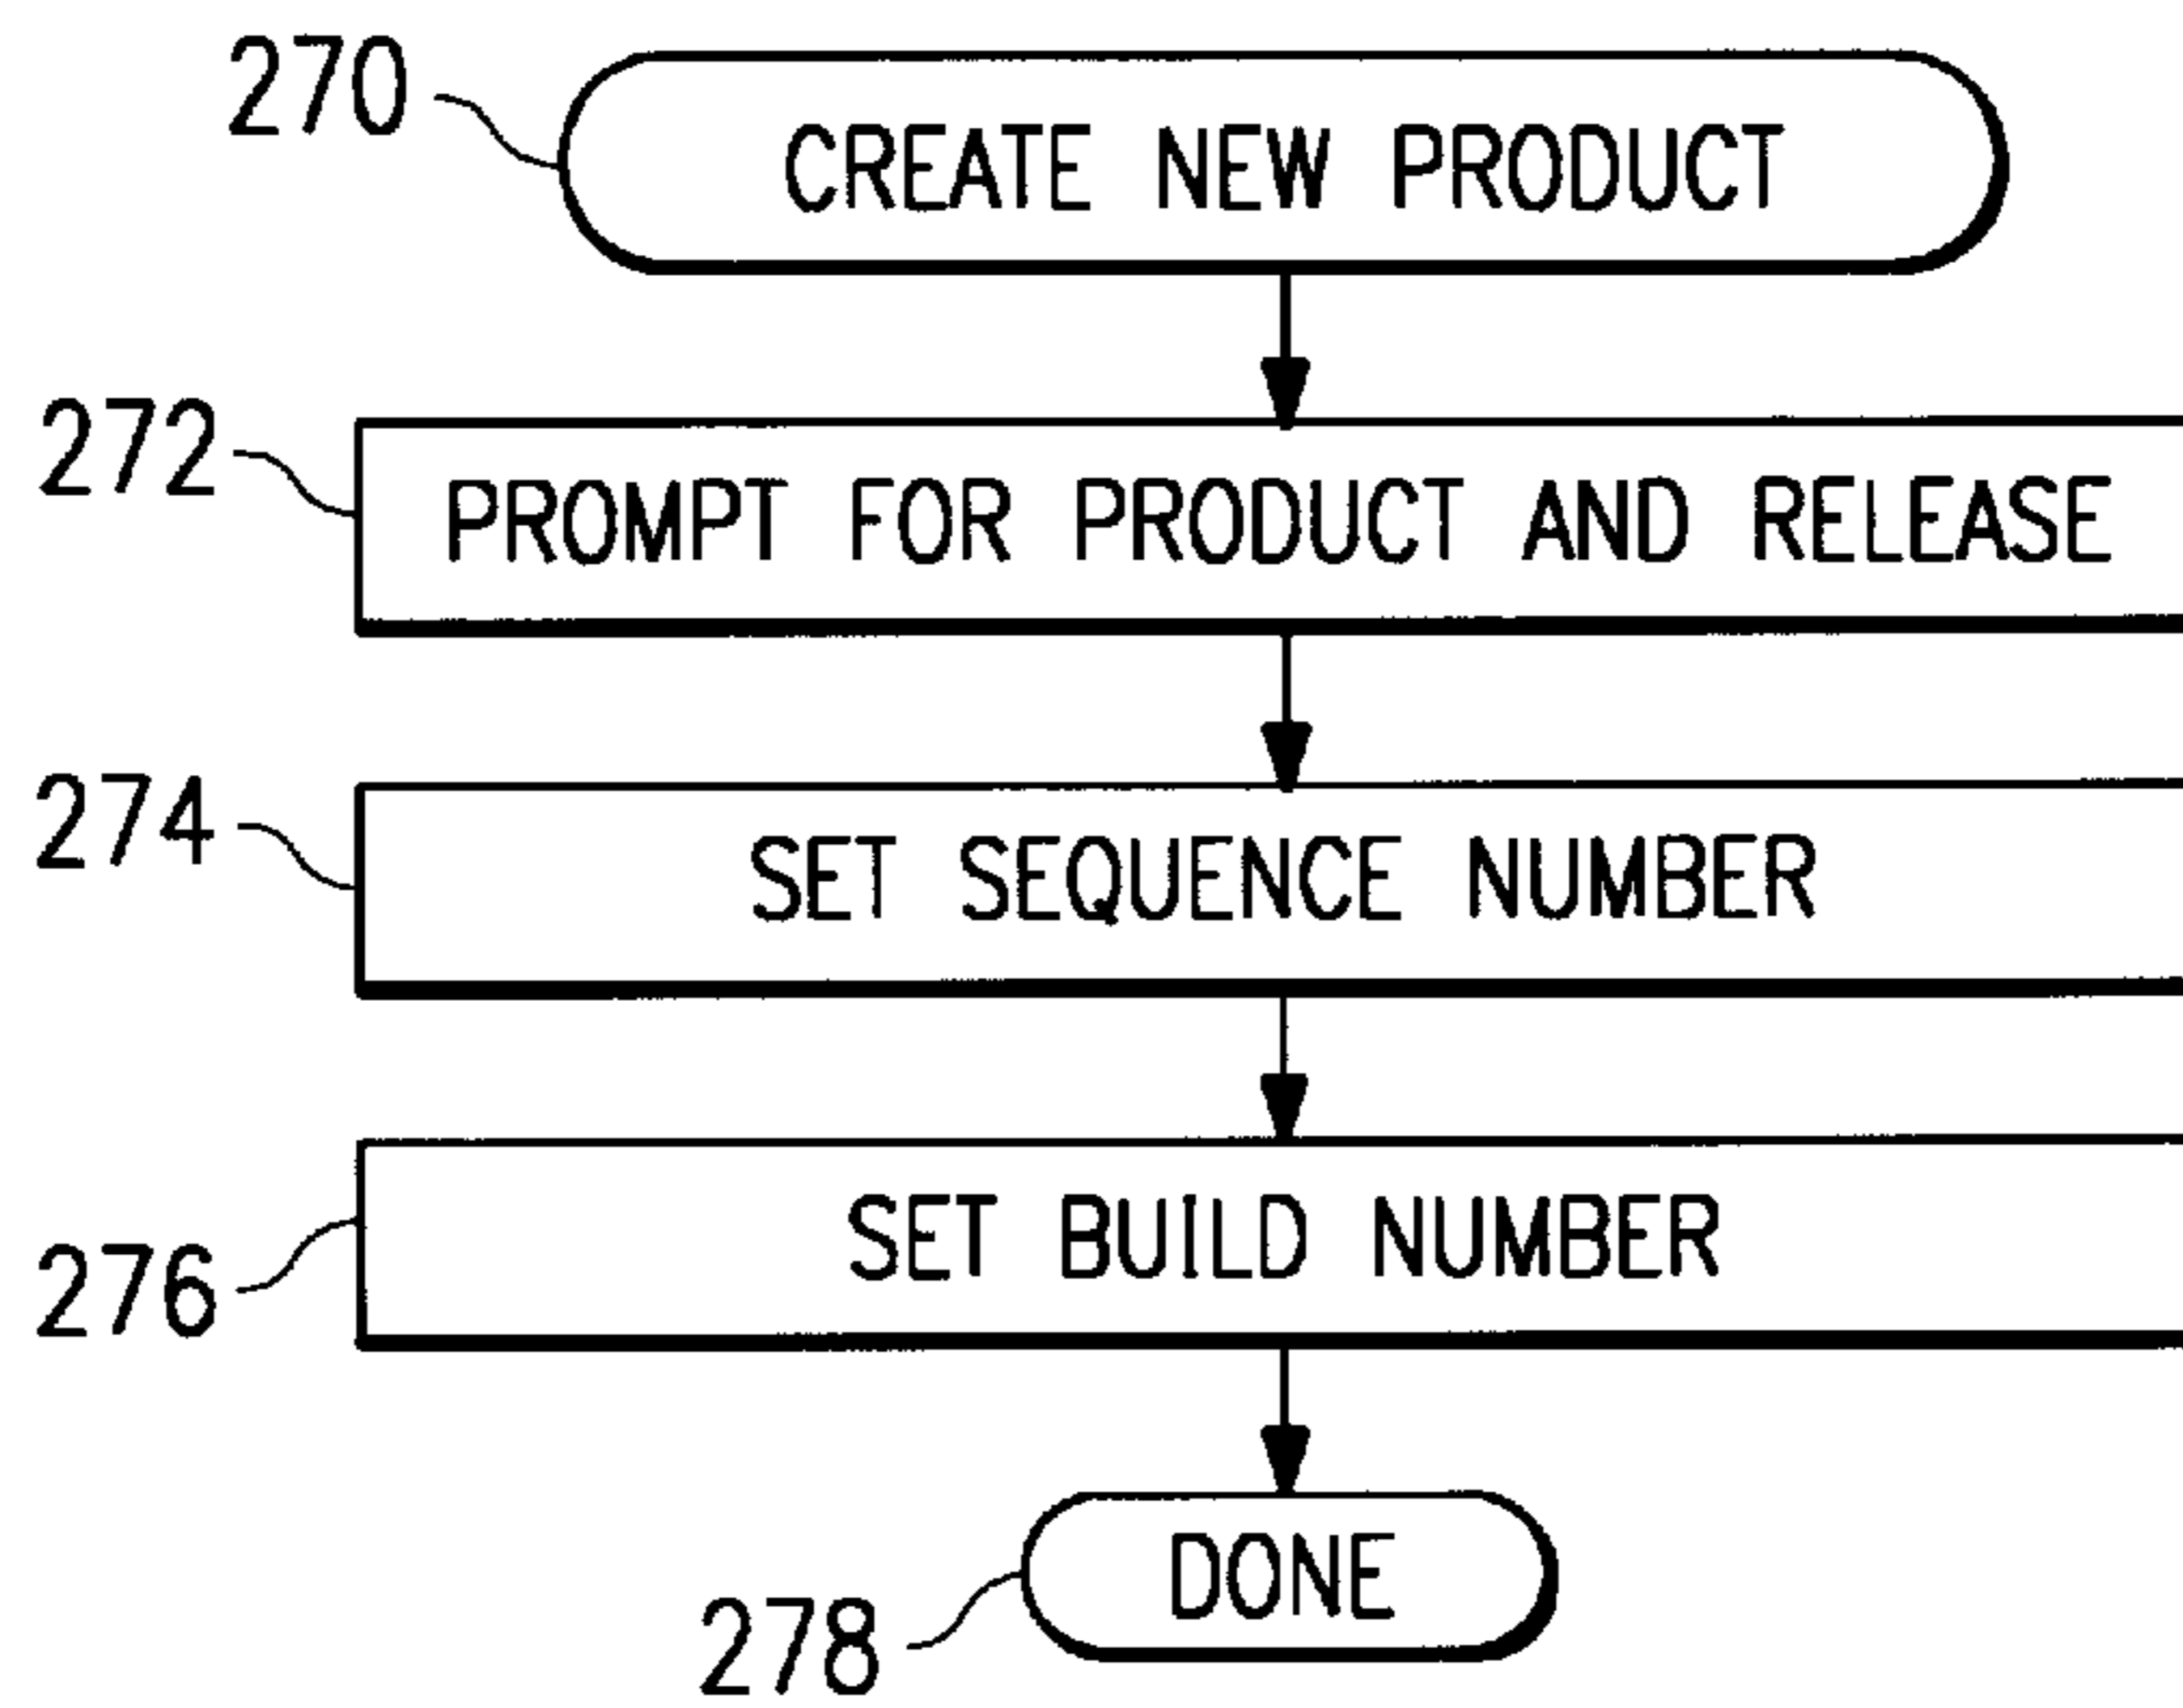 270
CREATE NEW PRODUCT
272
PROMPT FOR PRODUCT AND RELEASE
274
SET SEQUENCE NUMBER
276
SET BUILD NUMBER
278
DONE